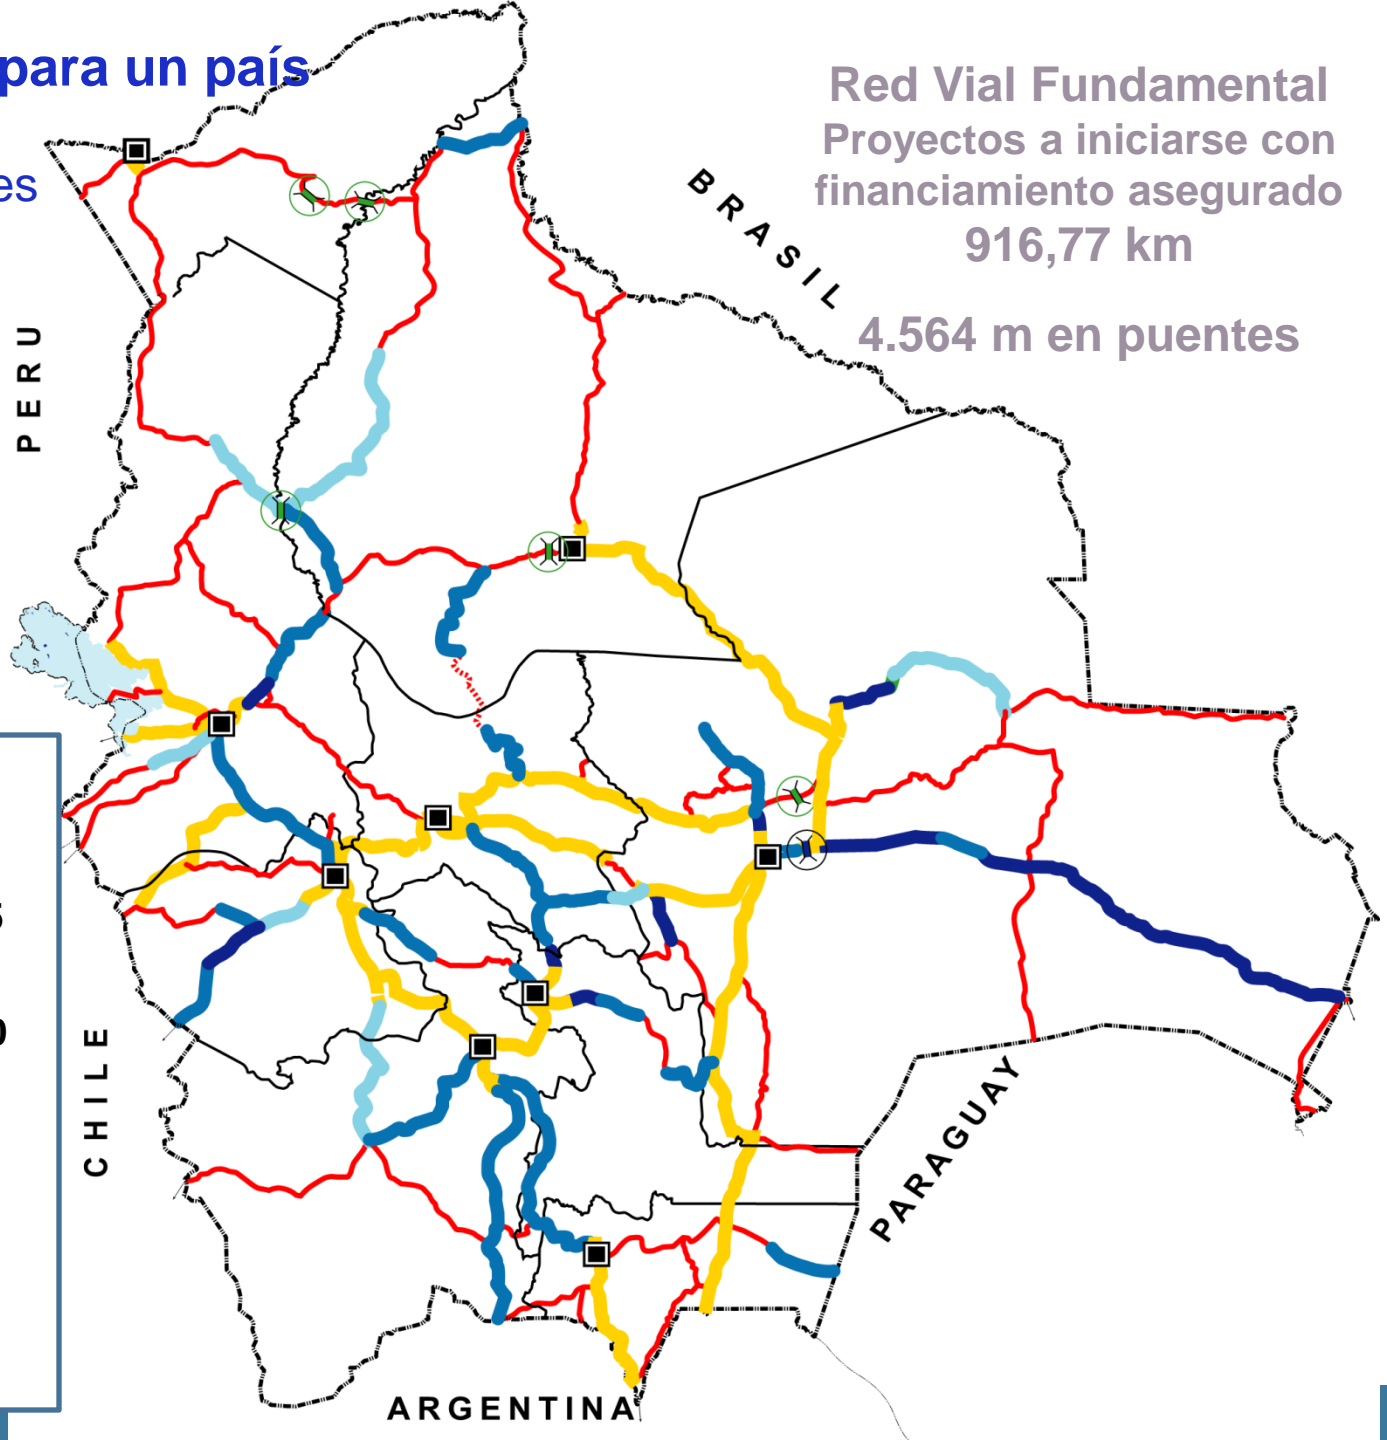 para un país
es
Red Vial Fundamental
Proyectos a iniciarse con
financiamiento asegurado
916,77 km
4.564 m en puentes
BRASIL
PERU
CHILE
PARAGUAY
ARGENTINA